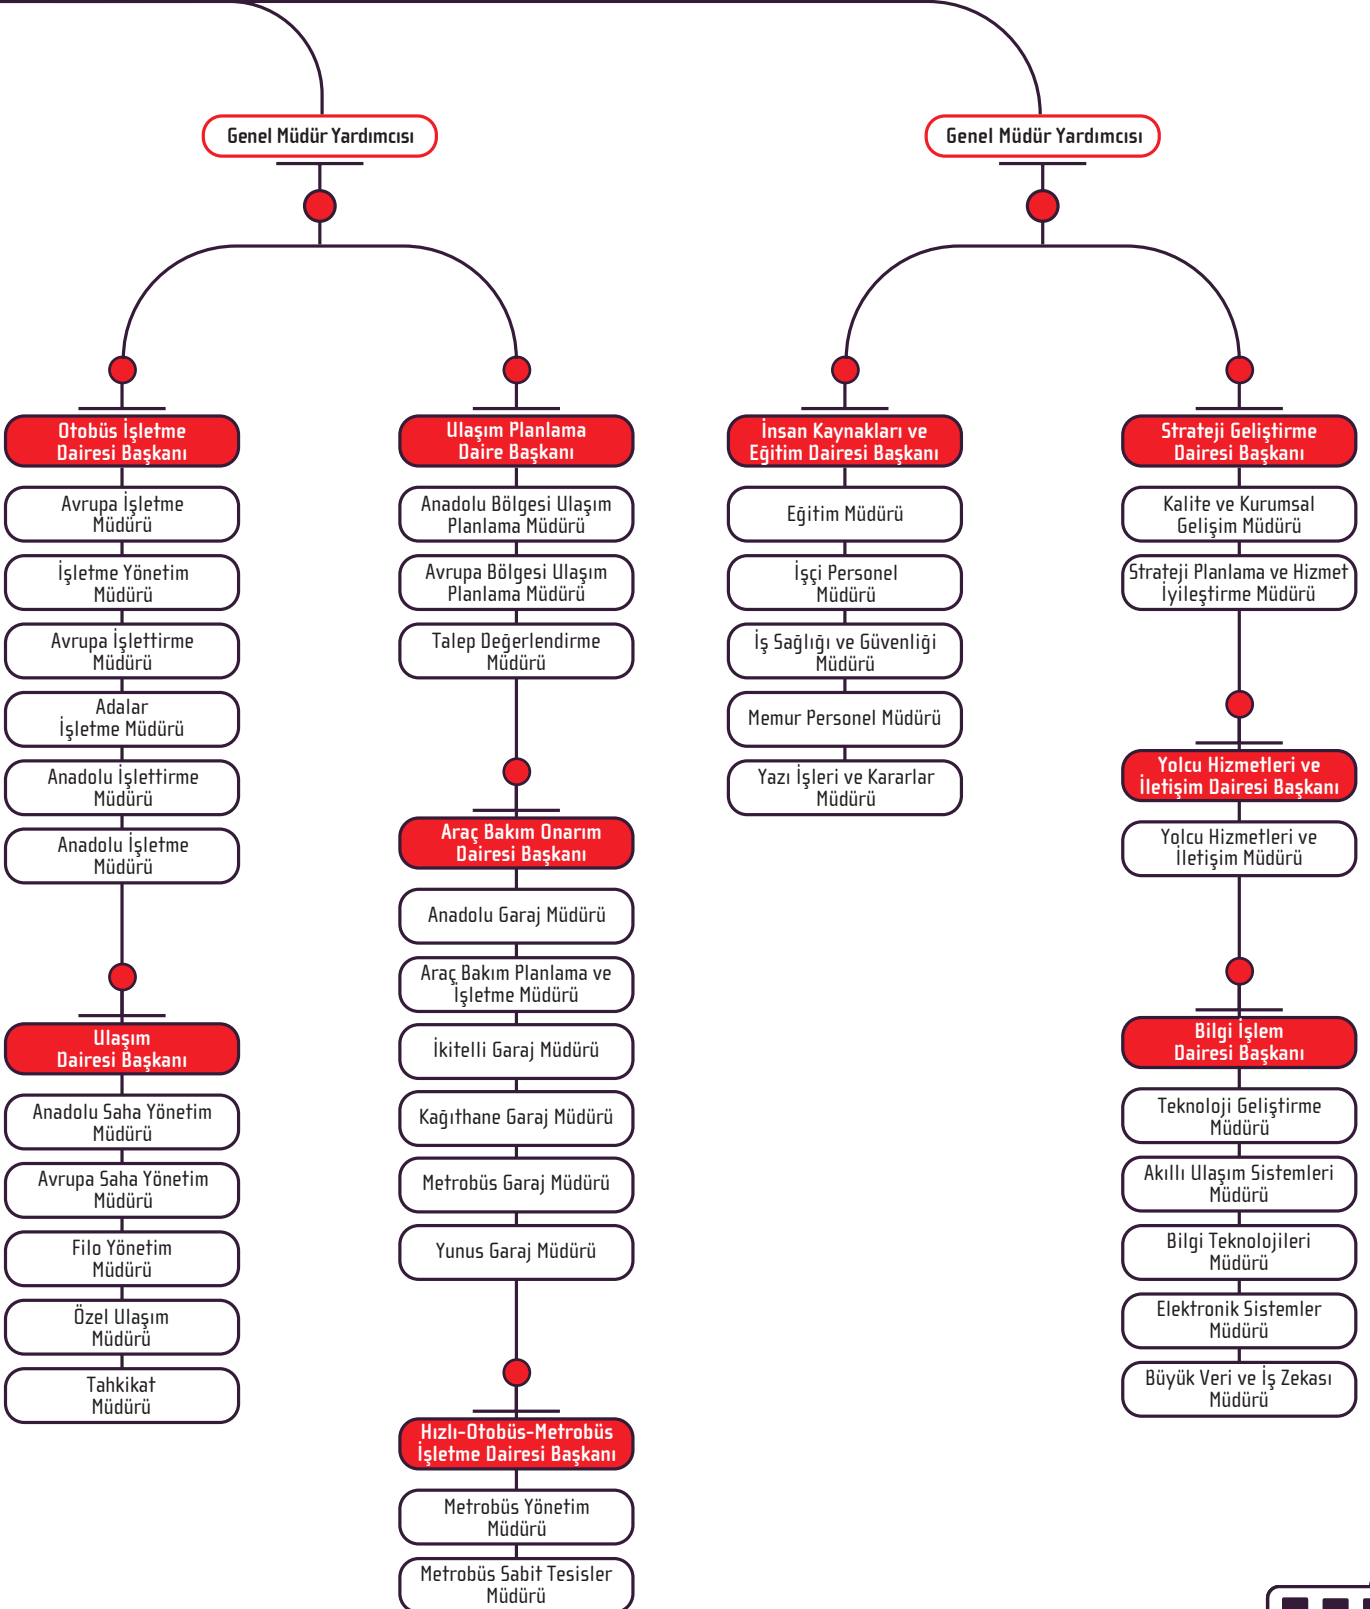 Genel Müdür Yardımcısı
Otobüs İşletme
Dairesi Başkanı
Avrupa İşletme
Müdürü
İşletme Yönetim
Müdürü
Avrupa İşlettirme
Müdürü
Adalar
İşletme Müdürü
Anadolu İşlettirme
Müdürü
Anadolu İşletme
Müdürü
Ulaşım
Dairesi Başkanı
Anadolu Saha Yönetim
Müdürü
Avrupa Saha Yönetim
Müdürü
Filo Yönetim
Müdürü
Özel Ulaşım
Müdürü
Tahkikat
Müdürü
Ulaşım Planlama
Daire Başkanı
Anadolu Bölgesi Ulaşım
Planlama Müdürü
Avrupa Bölgesi Ulaşım
Planlama Müdürü
Talep Değerlendirme
Müdürü
Araç Bakım Onarım
Dairesi Başkanı
Anadolu Garaj Müdürü
Araç Bakım Planlama ve
İşletme Müdürü
İkitelli Garaj Müdürü
Kağıthane Garaj Müdürü
Metrobüs Garaj Müdürü
Yunus Garaj Müdürü
Hızlı-Otobüs-Metrobüs
İşletme Dairesi Başkanı
Metrobüs Yönetim
Müdürü
Metrobüs Sabit Tesisler
Müdürü
Genel Müdür Yardımcısı
İnsan Kaynakları ve
Eğitim Dairesi Başkanı
Eğitim Müdürü
İşçi Personel
Müdürü
İş Sağlığı ve Güvenliği
Müdürü
Memur Personel Müdürü
Yazı İşleri ve Kararlar
Müdürü
Strateji Geliştirme
Dairesi Başkanı
Kalite ve Kurumsal
Gelişim Müdürü
Strateji Planlama ve Hizmet
İyileştirme Müdürü
Yolcu Hizmetleri ve
İletişim Dairesi Başkanı
Yolcu Hizmetleri ve
İletişim Müdürü
Bilgi İşlem
Dairesi Başkanı
Teknoloji Geliştirme
Müdürü
Akıllı Ulaşım Sistemleri
Müdürü
Bilgi Teknolojileri
Müdürü
Elektronik Sistemler
Müdürü
Büyük Veri ve İş Zekası
Müdürü